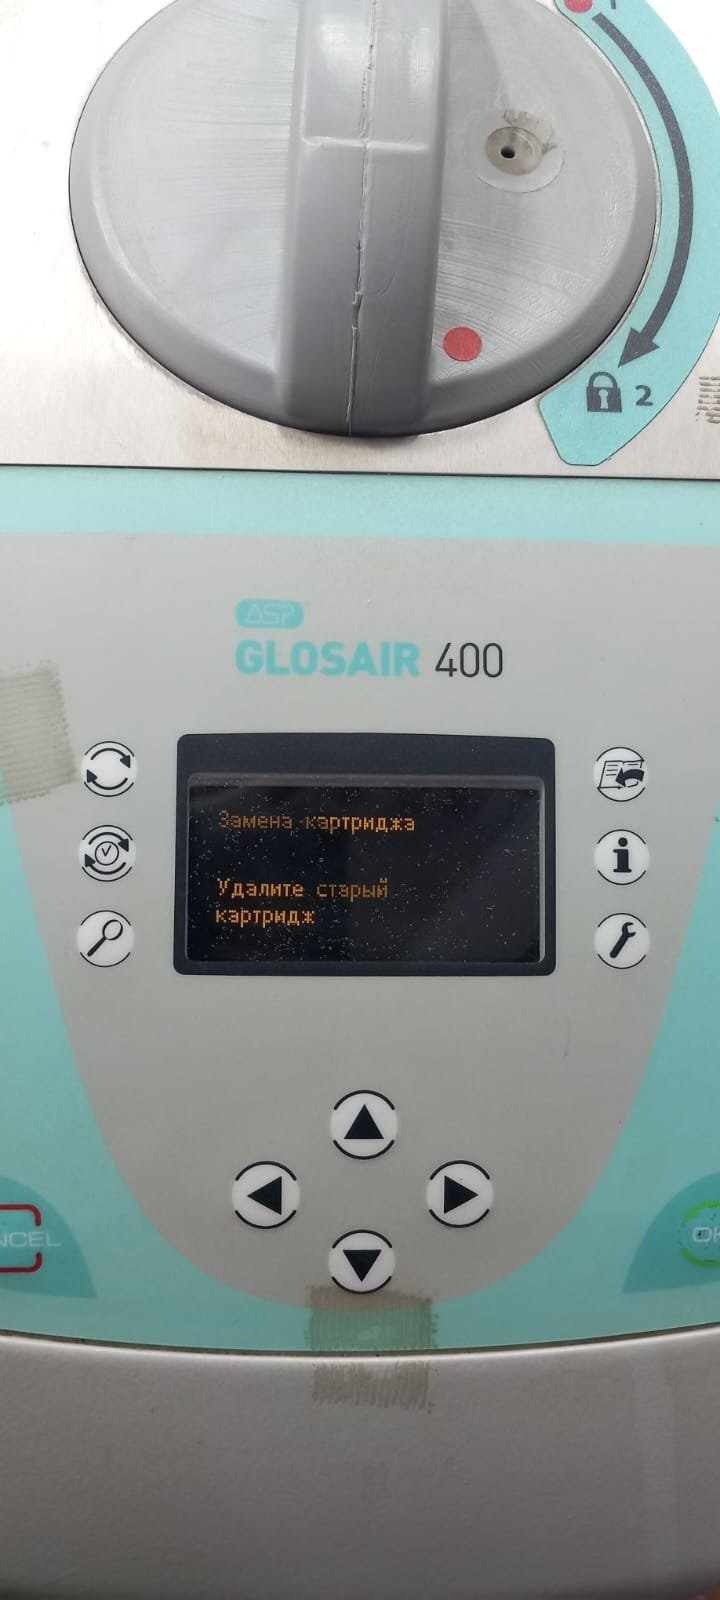 2
ASP
GLOSAIR 400
Замена картриджа
Удалите старый
картридж